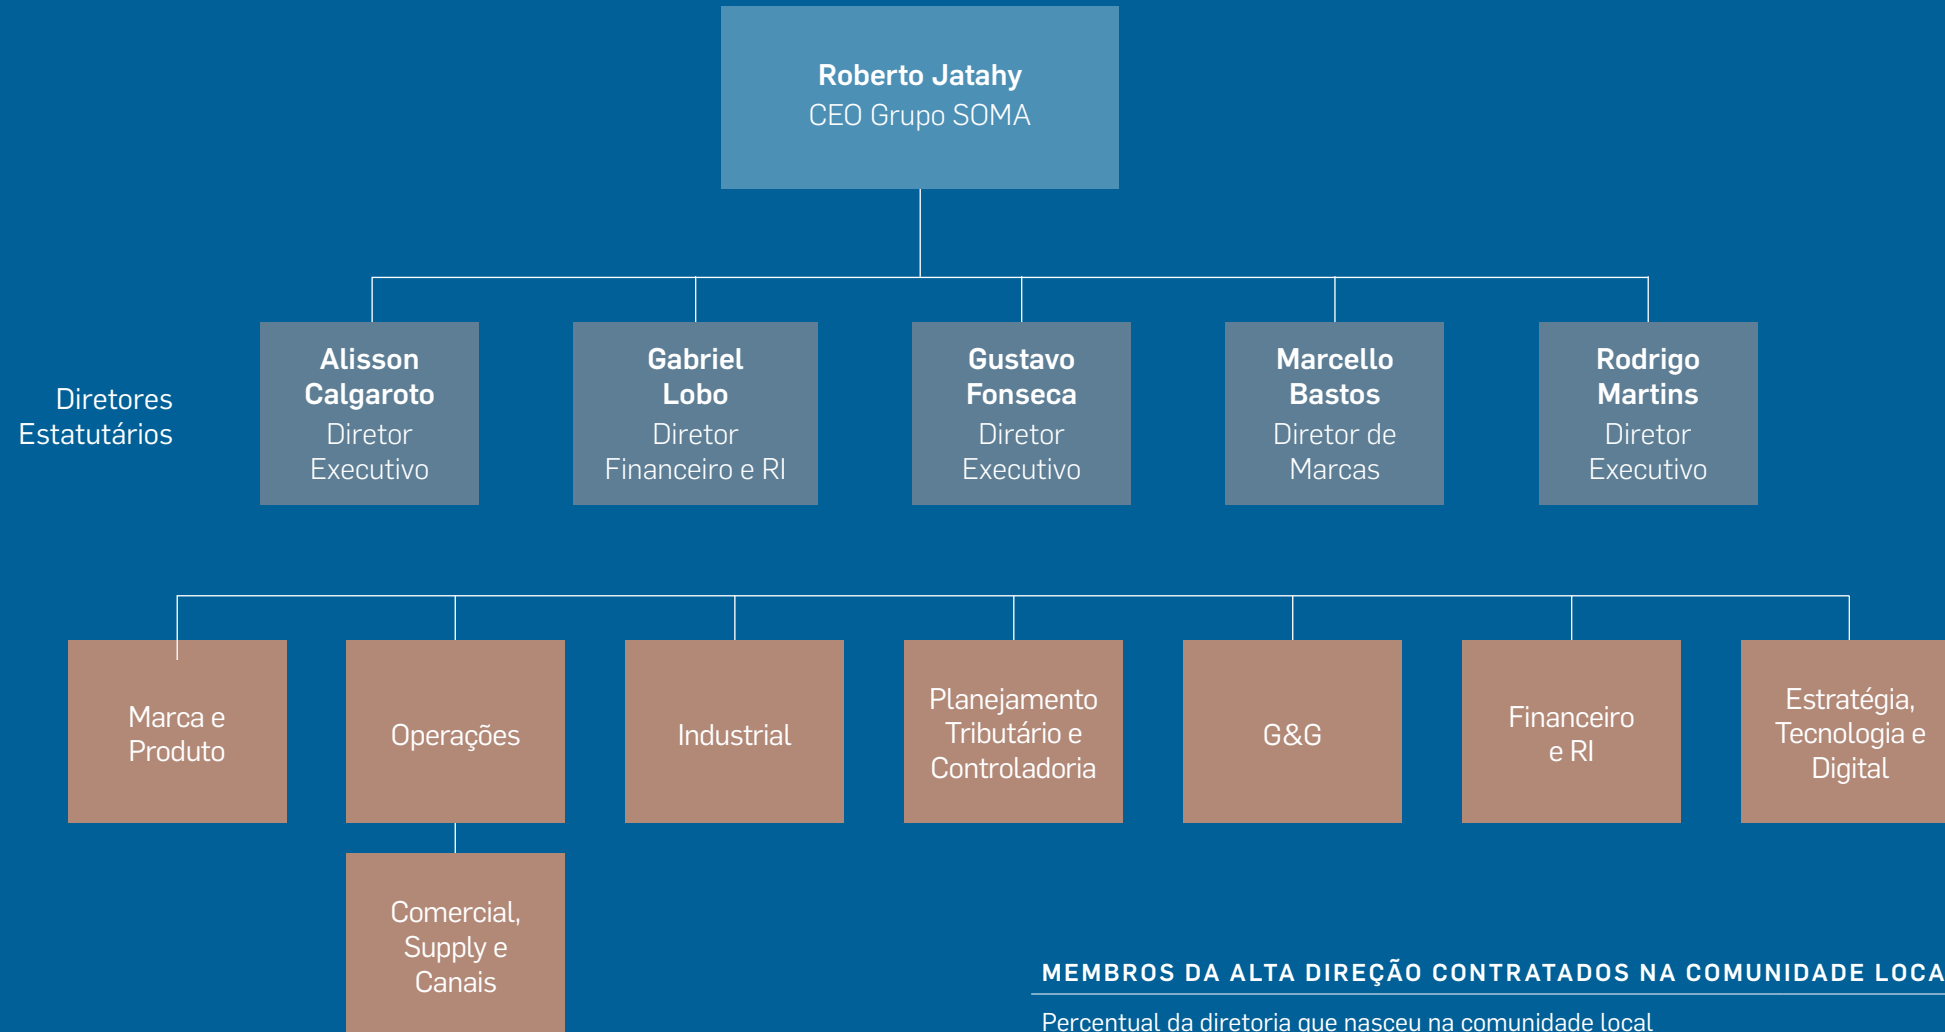 Roberto Jatahy
CEO Grupo SOMA
Diretores
Estatutários
Alisson
Calgaroto
Diretor
Executivo
Gabriel
Lobo
Diretor
Financeiro e RI
Gustavo
Fonseca
Diretor
Executivo
Marcello
Bastos
Diretor de
Marcas
Rodrigo
Martins
Diretor
Executivo
Marca e
Produto
Operações
Industrial
Planejamento
Tributário e
Controladoria
G&G
Financeiro
e RI
Estratégia,
Tecnologia e
Digital
Comercial,
Supply e
Canais
MEMBROS DA ALTA DIREÇÃO CONTRATADOS NA COMUNIDADE LOCA
Percentual da diretoria que nasceu na comunidade local